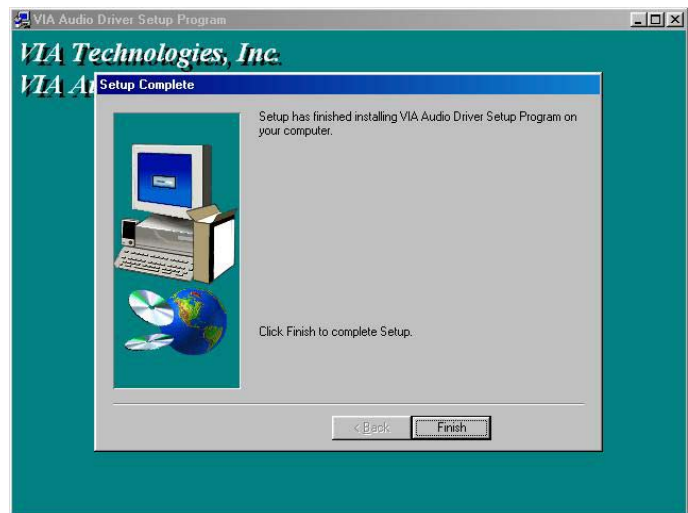 VIA Audio Driver Setup Program
VIA Technologies, Inc.
VIA Au
Setup Complete
Setup has finished installing VIA Audio Driver Setup Program on
your computer.
Click Finish to complete Setup.
< Back
Finish